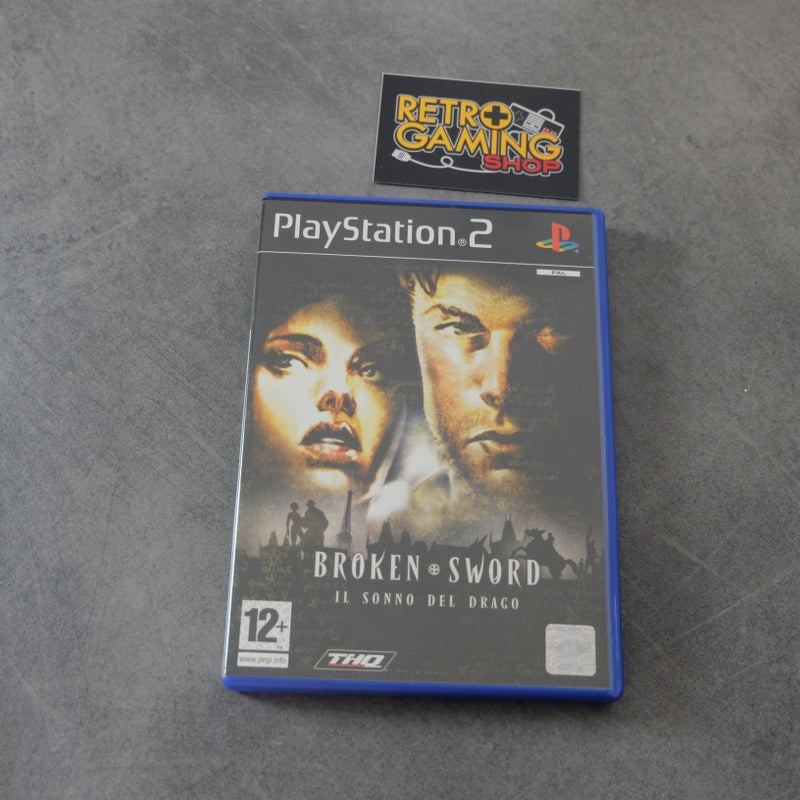 RETRO
GAMING
SHOP
PlayStation®2
PAL
BROKEN SWORD
IL SONNO DEL DRAGO
12+
www.pegi.info
THQ